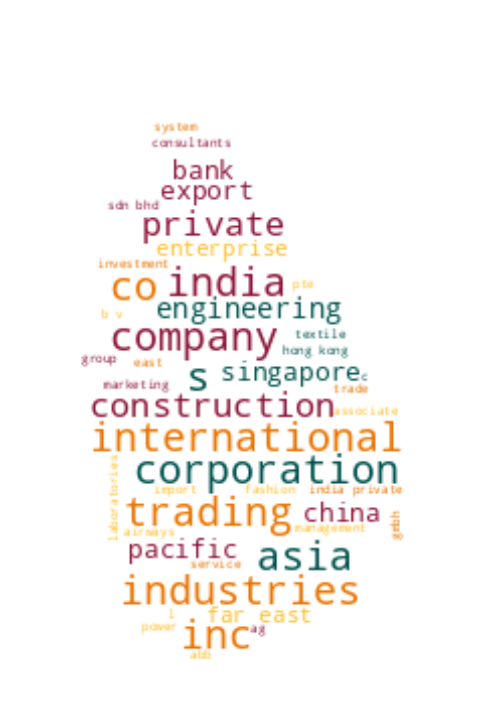 system
consultants
bank
export
sdn bhd
private
enterprise
investment
co india pte
b v engineering
company textile
hong kong
group east
s singapore c
marketing trade
construction associate
international
corporation
laboratories import fashion india private
trading china gmbh
airways management
pacific asia
service
industries
l far east
power inc ag
abb